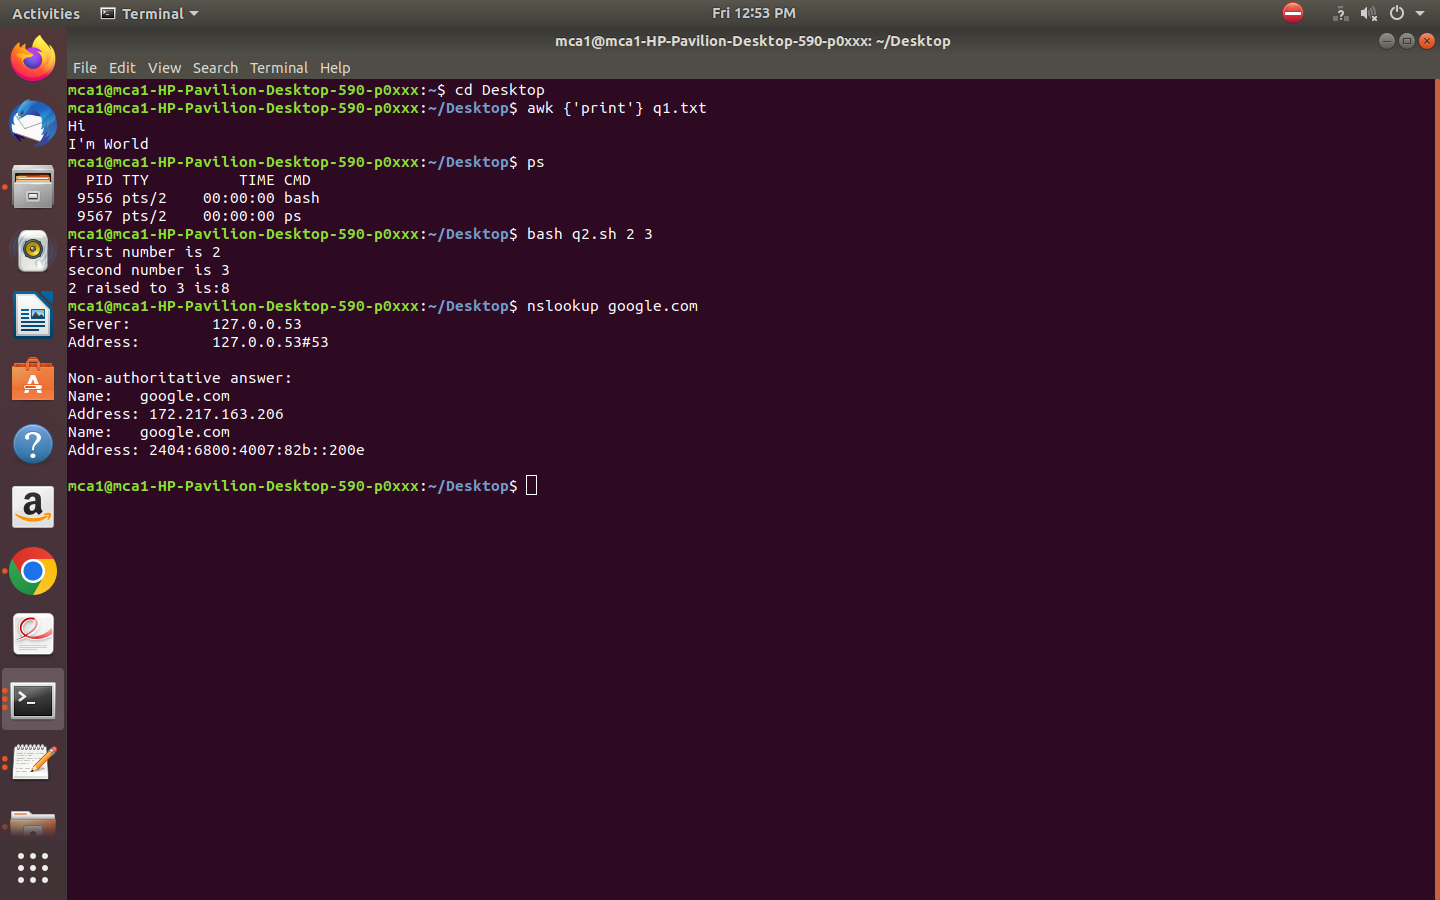 Activities Terminal Fri 12:53 PM
mca1@mca1-HP-Pavilion-Desktop-590-p0xxx: ~/Desktop
File Edit View Search Terminal Help
mca1@mca1-HP-Pavilion-Desktop-590-p0xxx:~$ cd Desktop
mca1@mca1-HP-Pavilion-Desktop-590-p0xxx:~/Desktop$ awk {'print'} q1.txt
Hi
I'm World
mca1@mca1-HP-Pavilion-Desktop-590-p0xxx:~/Desktop$ ps
  PID TTY          TIME CMD
 9556 pts/2    00:00:00 bash
 9567 pts/2    00:00:00 ps
mca1@mca1-HP-Pavilion-Desktop-590-p0xxx:~/Desktop$ bash q2.sh 2 3
first number is 2
second number is 3
2 raised to 3 is:8
mca1@mca1-HP-Pavilion-Desktop-590-p0xxx:~/Desktop$ nslookup google.com
Server:         127.0.0.53
Address:        127.0.0.53#53

Non-authoritative answer:
Name:   google.com
Address: 172.217.163.206
Name:   google.com
Address: 2404:6800:4007:82b::200e

mca1@mca1-HP-Pavilion-Desktop-590-p0xxx:~/Desktop$